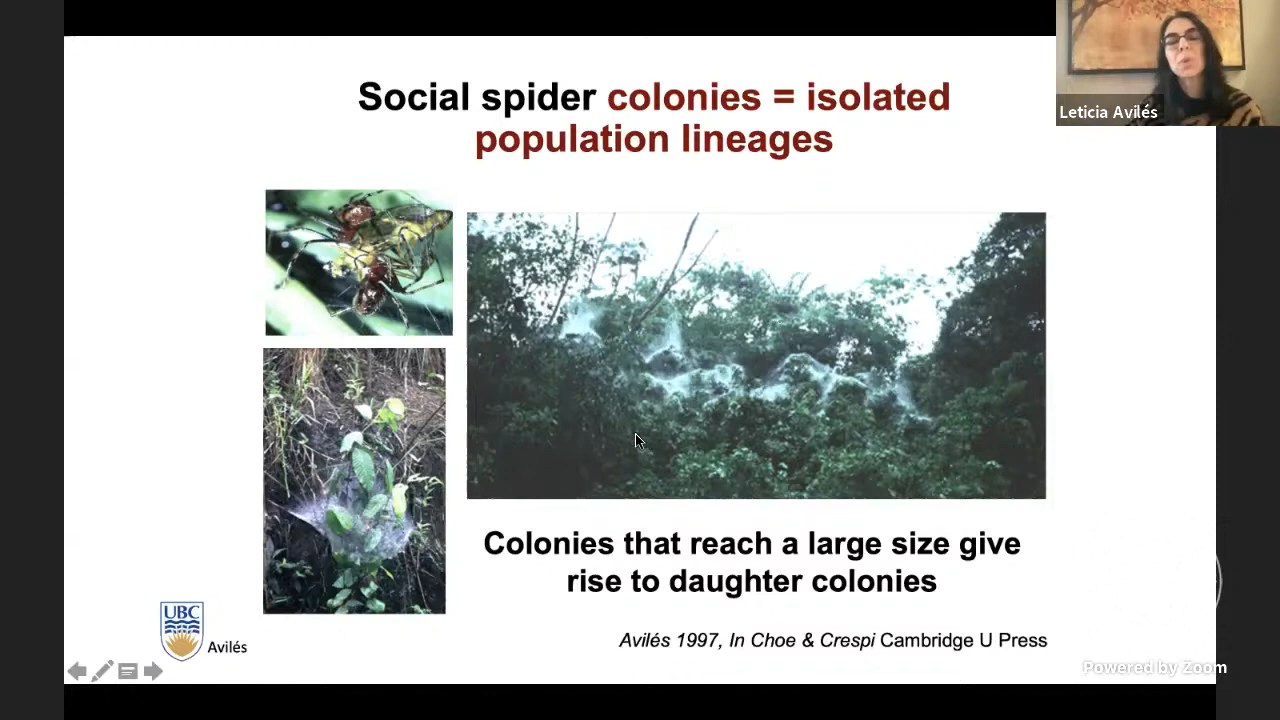 Leticia Avilés
Social spider colonies = isolated
population lineages
Colonies that reach a large size give
rise to daughter colonies
UBC
Avilés
Avilés 1997, In Choe & Crespi Cambridge U Press
Powered by Zoom